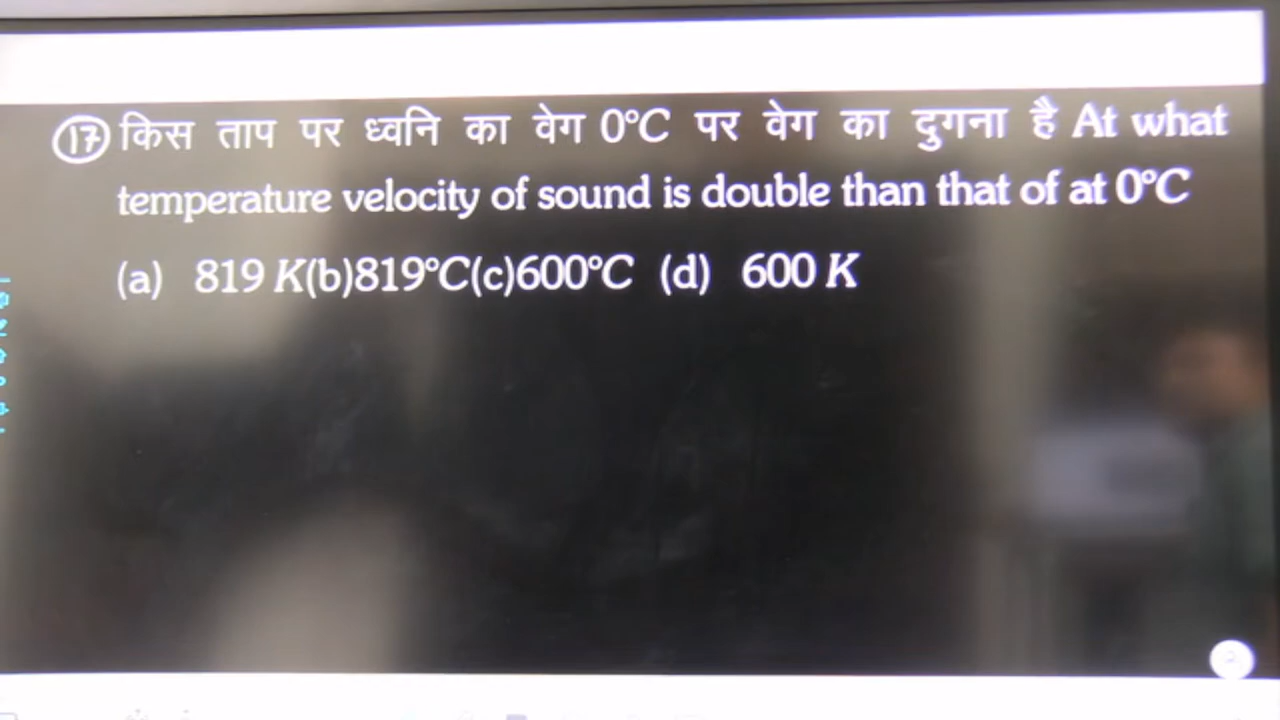 17 किस ताप पर ध्वनि का वेग 0°C पर वेग का दुगना है At what
temperature velocity of sound is double than that of at 0°C
(a) 819 K(b)819°C(c)600°C (d) 600 K